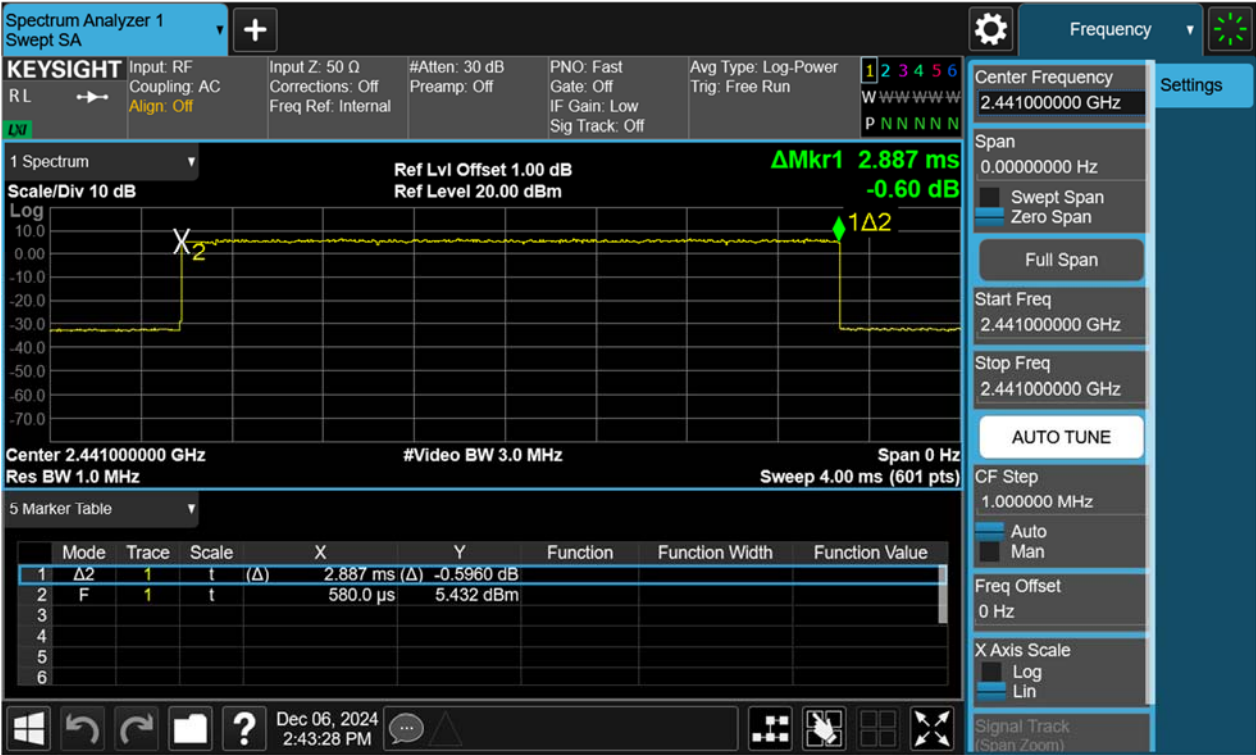 Spectrum Analyzer 1
Swept SA
+
Frequency
KEYSIGHT
R L
LXI
Input: RF
Coupling: AC
Align: Off
Input Z: 50 Ω
Corrections: Off
Freq Ref: Internal
#Atten: 30 dB
Preamp: Off
PNO: Fast
Gate: Off
IF Gain: Low
Sig Track: Off
Avg Type: Log-Power
Trig: Free Run
1 2 3 4 5 6
W W W W W W
P N N N N N
Center Frequency
2.441000000 GHz
Settings
Span
0.00000000 Hz
Swept Span
Zero Span
Full Span
Start Freq
2.441000000 GHz
Stop Freq
2.441000000 GHz
AUTO TUNE
CF Step
1.000000 MHz
Auto
Man
Freq Offset
0 Hz
X Axis Scale
Log
Lin
Signal Track
(Span Zoom)
1 Spectrum
Scale/Div 10 dB
Ref Lvl Offset 1.00 dB
Ref Level 20.00 dBm
ΔMkr1 2.887 ms
-0.60 dB
Log
10.0
0.00
-10.0
-20.0
-30.0
-40.0
-50.0
-60.0
-70.0
X2
1Δ2
Center 2.441000000 GHz
#Video BW 3.0 MHz
Span 0 Hz
Res BW 1.0 MHz
Sweep 4.00 ms (601 pts)
5 Marker Table
Mode Trace Scale X Y Function Function Width Function Value
1 Δ2 1 t (Δ) 2.887 ms (Δ) -0.5960 dB
2 F 1 t 580.0 µs 5.432 dBm
3
4
5
6
?
Dec 06, 2024
2:43:28 PM